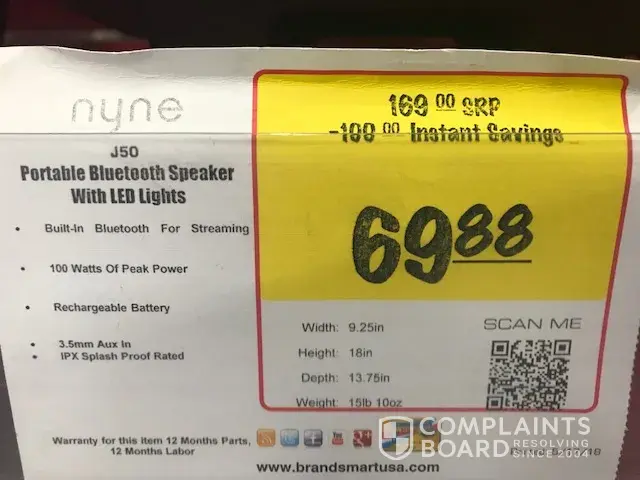 nyne
J50
Portable Bluetooth Speaker
With LED Lights
• Built-In Bluetooth For Streaming
• 100 Watts Of Peak Power
• Rechargeable Battery
• 3.5mm Aux In
• IPX Splash Proof Rated
169 00 SRP
-100 00 Instant Savings
69 88
Width: 9.25in
Height: 18in
Depth: 13.75in
Weight: 15lb 10oz
SCAN ME
Warranty for this item 12 Months Parts,
12 Months Labor
www.brandsmartusa.com
COMPLAINTS
BOARD RESOLVING
SINCE 2004